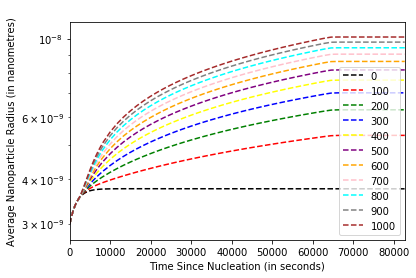 Average Nanoparticle Radius (in nanometres)
10⁻⁸
6 × 10⁻⁹
4 × 10⁻⁹
3 × 10⁻⁹
0
100
200
300
400
500
600
700
800
900
1000
0 10000 20000 30000 40000 50000 60000 70000 80000
Time Since Nucleation (in seconds)